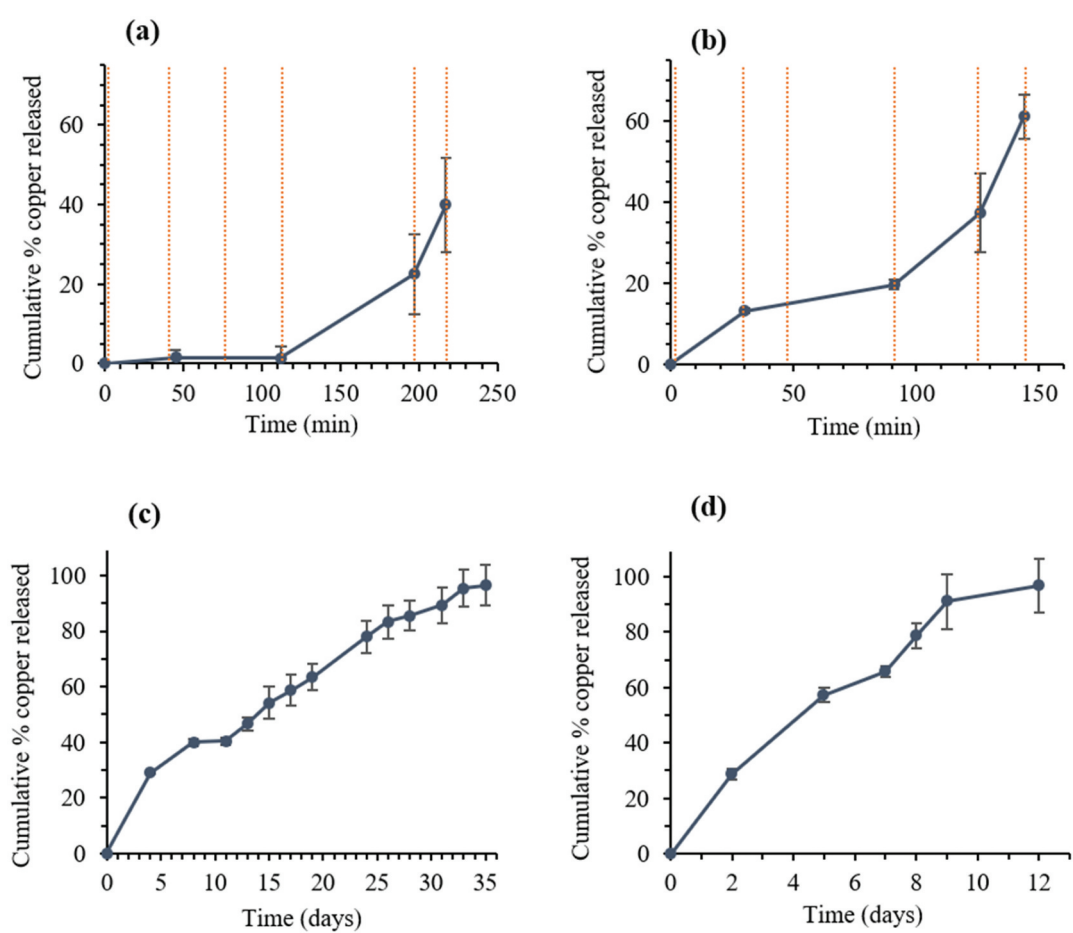 (a)
Cumulative % copper released
60
40
20
0
0 50 100 150 200 250
Time (min)
(b)
Cumulative % copper released
60
40
20
0
0 50 100 150
Time (min)
(c)
Cumulative % copper released
100
80
60
40
20
0
0 5 10 15 20 25 30 35
Time (days)
(d)
Cumulative % copper released
100
80
60
40
20
0
0 2 4 6 8 10 12
Time (days)